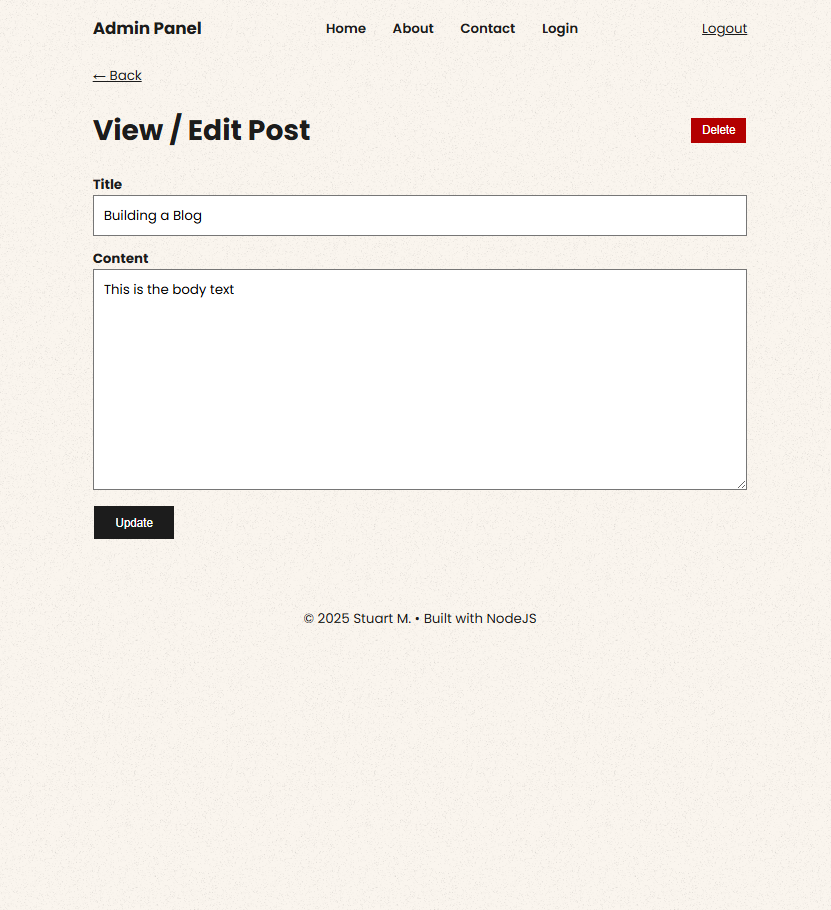 Admin Panel Home About Contact Login Logout
← Back
View / Edit Post Delete
Title
Building a Blog
Content
This is the body text
Update
© 2025 Stuart M. • Built with NodeJS